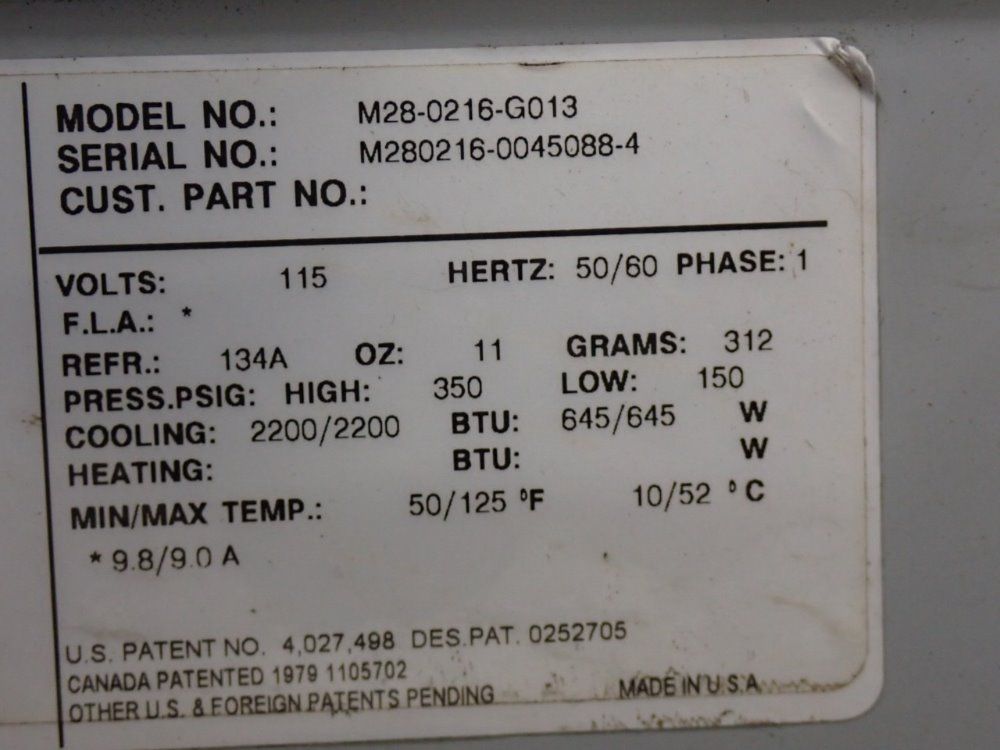 MODEL NO.: M28-0216-G013
SERIAL NO.: M280216-0045088-4
CUST. PART NO.:
VOLTS: 115 HERTZ: 50/60 PHASE: 1
F.L.A.: *
REFR.: 134A OZ: 11 GRAMS: 312
PRESS.PSIG: HIGH: 350 LOW: 150
COOLING: 2200/2200 BTU: 645/645 W
HEATING: BTU: W
MIN/MAX TEMP.: 50/125 °F 10/52 °C
* 9.8/9.0 A
U.S. PATENT NO. 4,027,498 DES.PAT. 0252705
CANADA PATENTED 1979 1105702
OTHER U.S. & FOREIGN PATENTS PENDING MADE IN U.S.A.